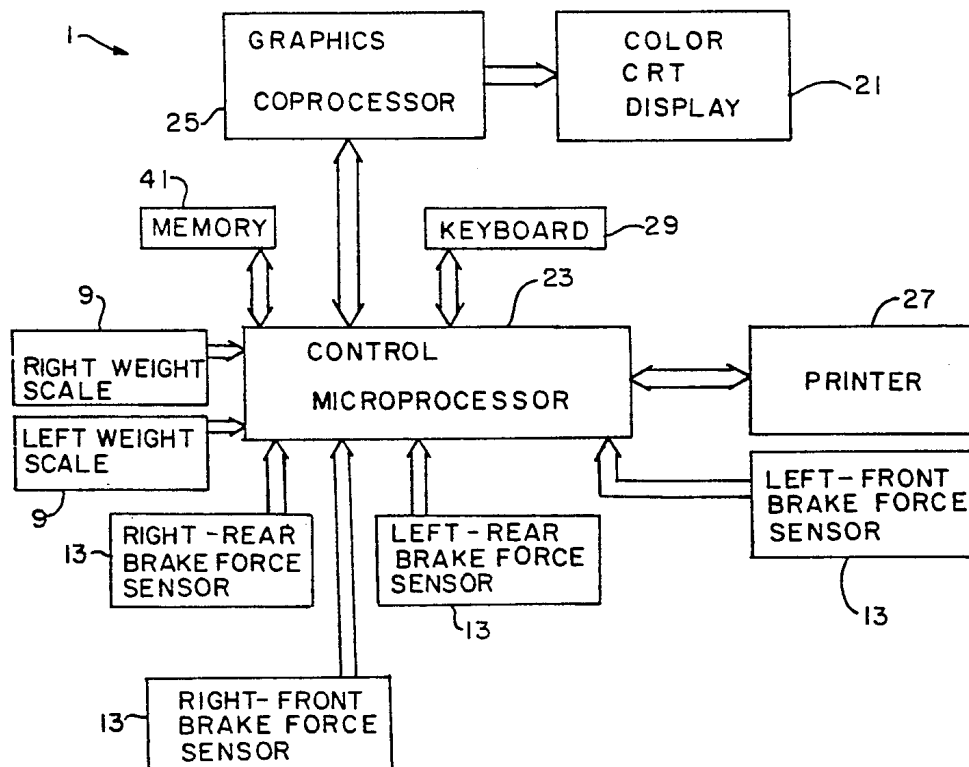 1
GRAPHICS
COPROCESSOR
25
COLOR
CRT
DISPLAY
21
41
MEMORY
KEYBOARD
29
23
9
RIGHT WEIGHT
SCALE
CONTROL
MICROPROCESSOR
27
PRINTER
LEFT WEIGHT
SCALE
9
13
RIGHT-REAR
BRAKE FORCE
SENSOR
LEFT-REAR
BRAKE FORCE
SENSOR
13
LEFT-FRONT
BRAKE FORCE
SENSOR
13
13
RIGHT-FRONT
BRAKE FORCE
SENSOR